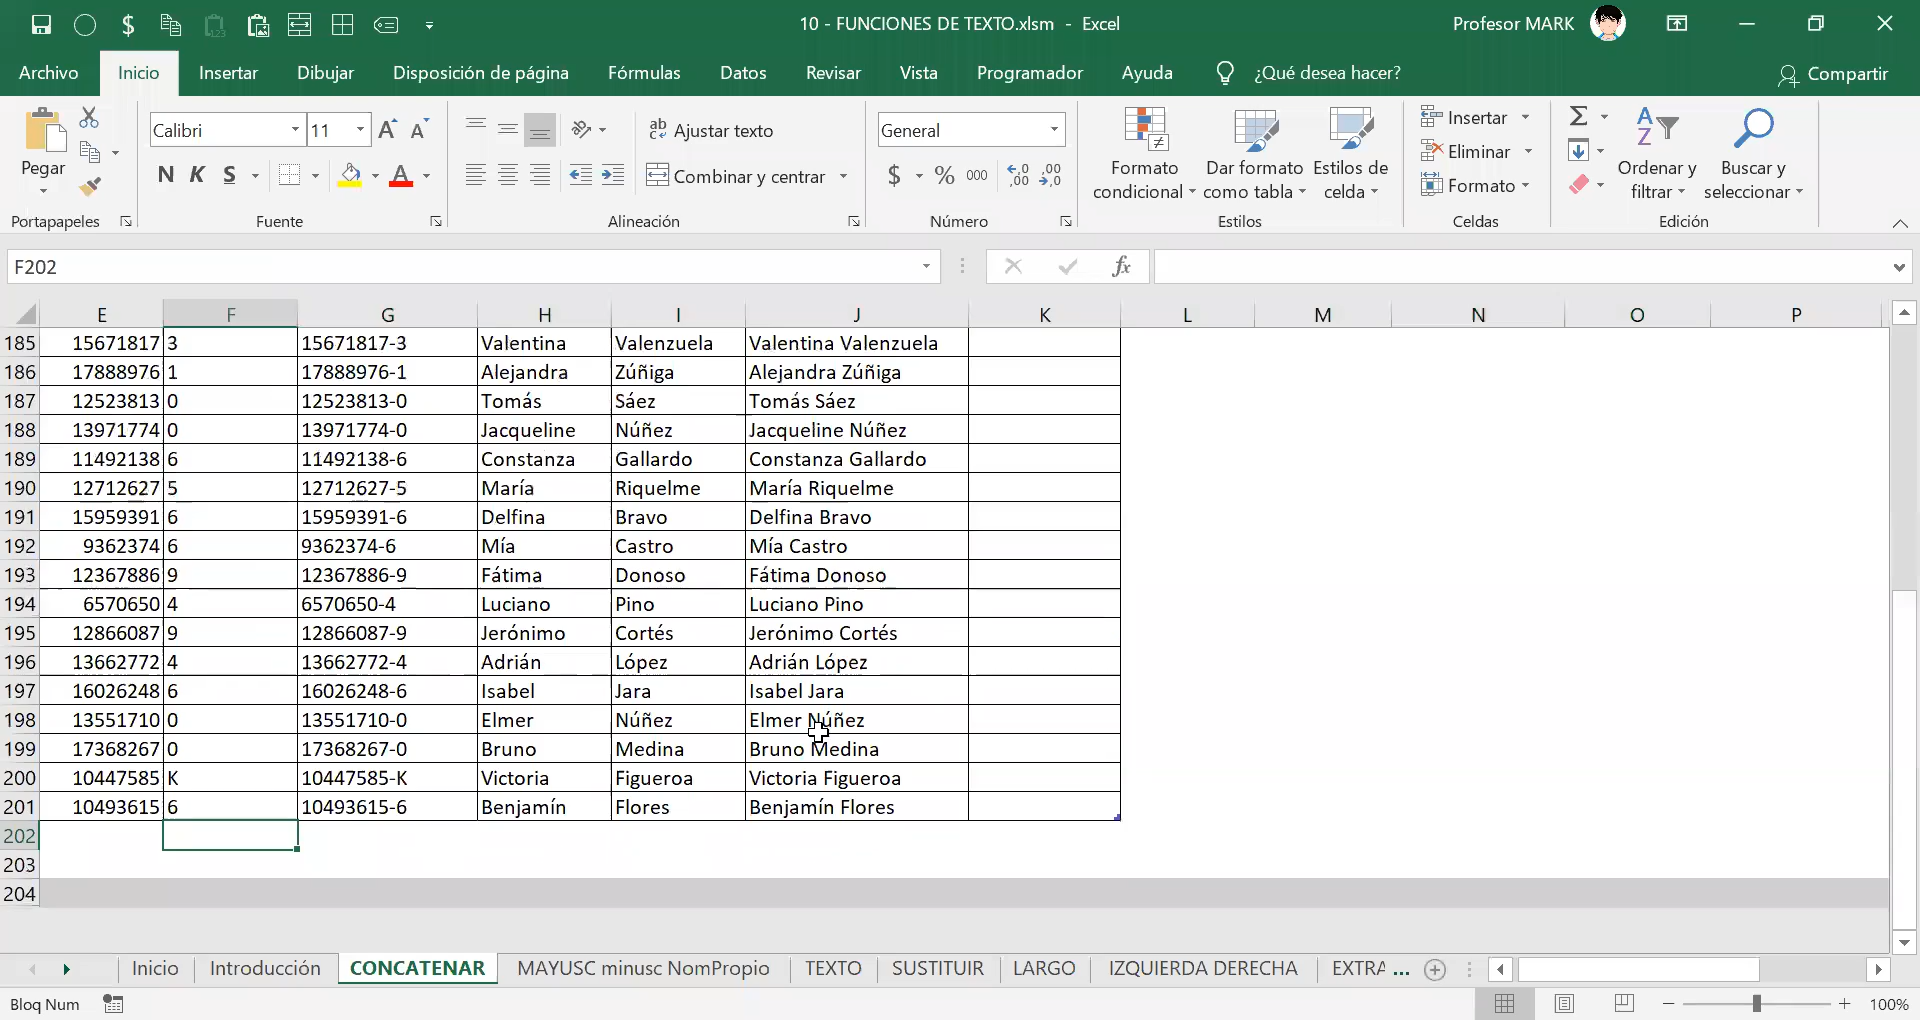 10 - FUNCIONES DE TEXTO.xlsm - Excel
Profesor MARK
Archivo Inicio Insertar Dibujar Disposición de página Fórmulas Datos Revisar Vista Programador Ayuda ¿Qué desea hacer? Compartir
Pegar
Portapapeles
Calibri 11
N K S
Fuente
Ajustar texto
Combinar y centrar
Alineación
General
$ % 000
Número
Formato condicional
Dar formato como tabla
Estilos de celda
Estilos
Insertar
Eliminar
Formato
Celdas
Ordenar y filtrar
Buscar y seleccionar
Edición
F202
fx
E F G H I J K L M N O P
185 15671817 3 15671817-3 Valentina Valenzuela Valentina Valenzuela
186 17888976 1 17888976-1 Alejandra Zúñiga Alejandra Zúñiga
187 12523813 0 12523813-0 Tomás Sáez Tomás Sáez
188 13971774 0 13971774-0 Jacqueline Núñez Jacqueline Núñez
189 11492138 6 11492138-6 Constanza Gallardo Constanza Gallardo
190 12712627 5 12712627-5 María Riquelme María Riquelme
191 15959391 6 15959391-6 Delfina Bravo Delfina Bravo
192 9362374 6 9362374-6 Mía Castro Mía Castro
193 12367886 9 12367886-9 Fátima Donoso Fátima Donoso
194 6570650 4 6570650-4 Luciano Pino Luciano Pino
195 12866087 9 12866087-9 Jerónimo Cortés Jerónimo Cortés
196 13662772 4 13662772-4 Adrián López Adrián López
197 16026248 6 16026248-6 Isabel Jara Isabel Jara
198 13551710 0 13551710-0 Elmer Núñez Elmer Núñez
199 17368267 0 17368267-0 Bruno Medina Bruno Medina
200 10447585 K 10447585-K Victoria Figueroa Victoria Figueroa
201 10493615 6 10493615-6 Benjamín Flores Benjamín Flores
202
203
204
Inicio Introducción CONCATENAR MAYUSC minusc NomPropio TEXTO SUSTITUIR LARGO IZQUIERDA DERECHA EXTRA ...
Bloq Num
100%